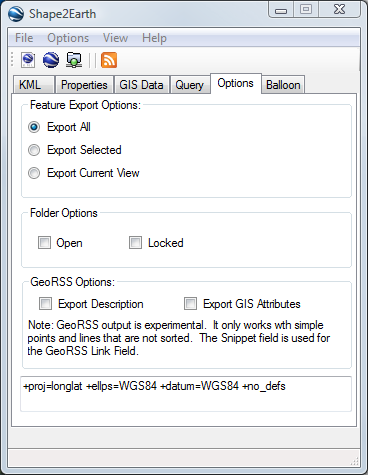 Shape2Earth
File Options View Help
KML Properties GIS Data Query Options Balloon
Feature Export Options:
Export All
Export Selected
Export Current View
Folder Options
Open Locked
GeoRSS Options:
Export Description Export GIS Attributes
Note: GeoRSS output is experimental. It only works wth simple
points and lines that are not sorted. The Snippet field is used for
the GeoRSS Link Field.
+proj=longlat +ellps=WGS84 +datum=WGS84 +no_defs